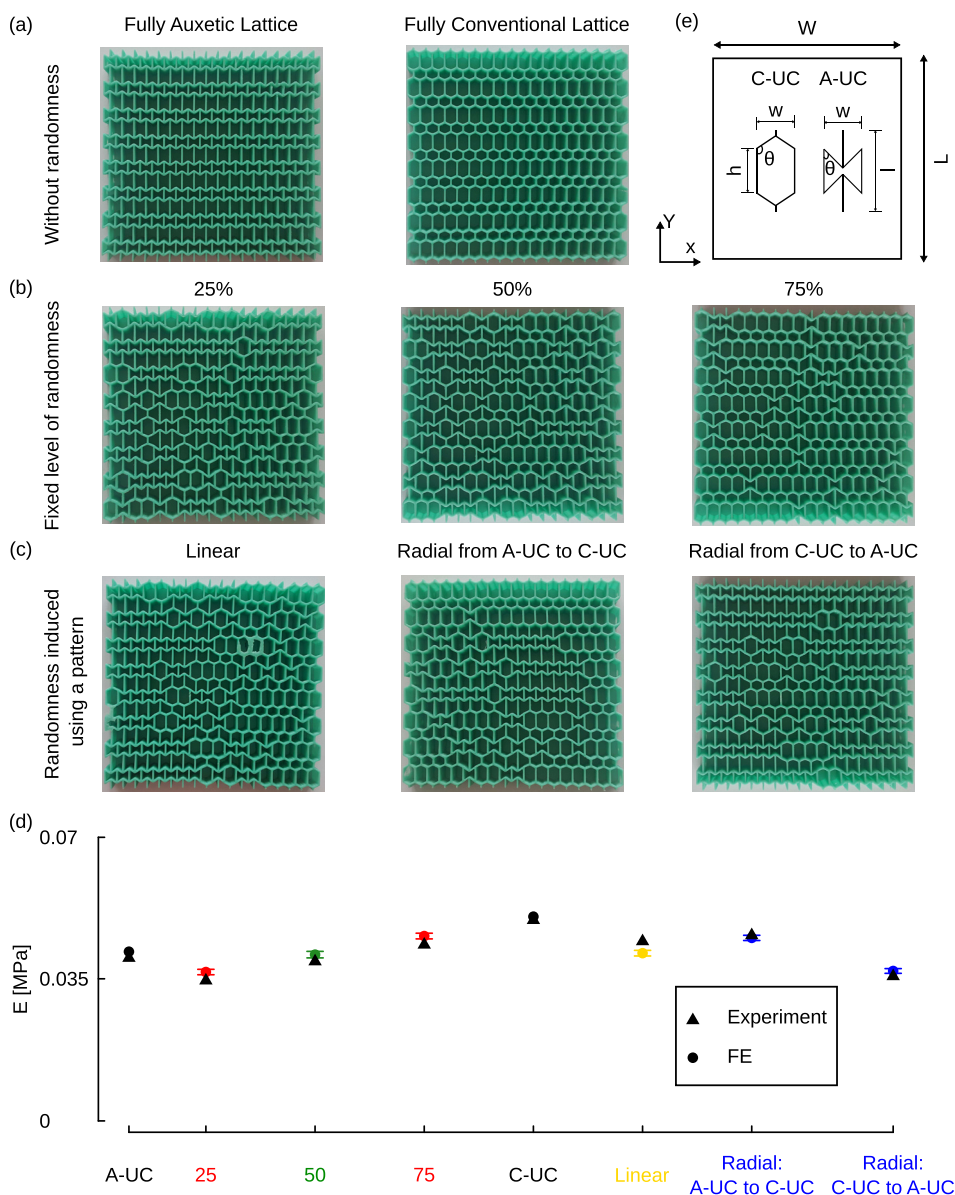 (a)
Fully Auxetic Lattice
Fully Conventional Lattice
Without randomness
(e)
W
C-UC
A-UC
w
w
h
θ
θ
l
L
Y
x
(b)
25%
50%
75%
Fixed level of randomness
(c)
Linear
Radial from A-UC to C-UC
Radial from C-UC to A-UC
Randomness induced
using a pattern
(d)
0.07
0.035
0
E [MPa]
Experiment
FE
A-UC
25
50
75
C-UC
Linear
Radial:
A-UC to C-UC
Radial:
C-UC to A-UC